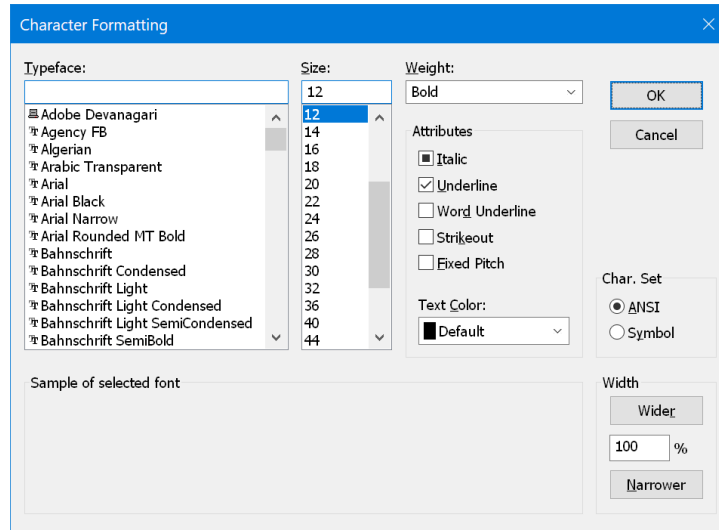 Character Formatting
Typeface:
Size:
Weight:
12
Bold
OK
Cancel
Adobe Devanagari
Agency FB
Algerian
Arabic Transparent
Arial
Arial Black
Arial Narrow
Arial Rounded MT Bold
Bahnschrift
Bahnschrift Condensed
Bahnschrift Light
Bahnschrift Light Condensed
Bahnschrift Light SemiCondensed
Bahnschrift SemiBold
12
14
16
18
20
22
24
26
28
30
32
36
40
44
Attributes
Italic
Underline
Word Underline
Strikeout
Fixed Pitch
Text Color:
Default
Char. Set
ANSI
Symbol
Sample of selected font
Width
Wider
100 %
Narrower